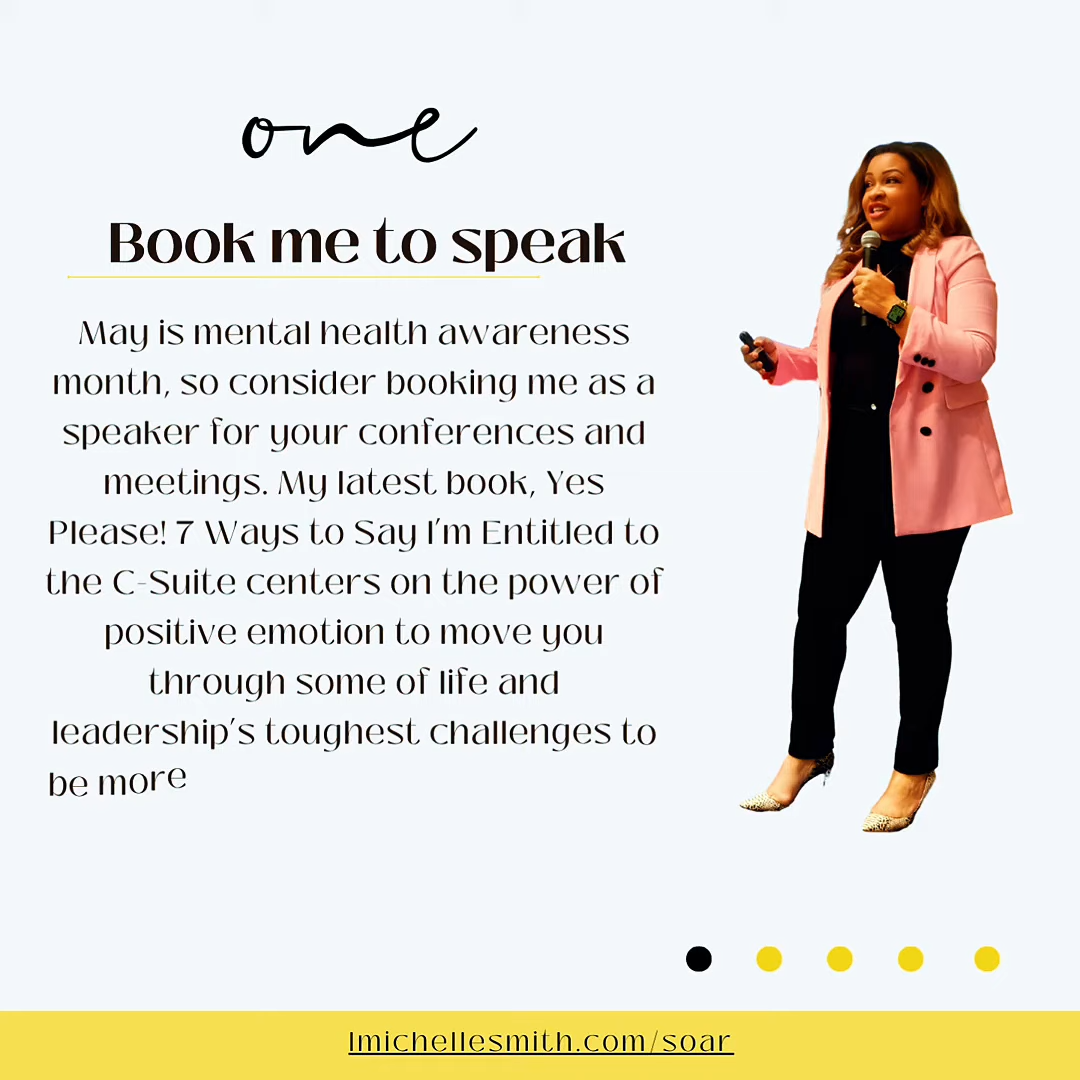 one
Book me to speak
May is mental health awareness
month, so consider booking me as a
speaker for your conferences and
meetings. My latest book, Yes
Please! 7 Ways to Say I'm Entitled to
the C-Suite centers on the power of
positive emotion to move you
through some of life and
leadership's toughest challenges to
be more
lmichellesmith.com/soar